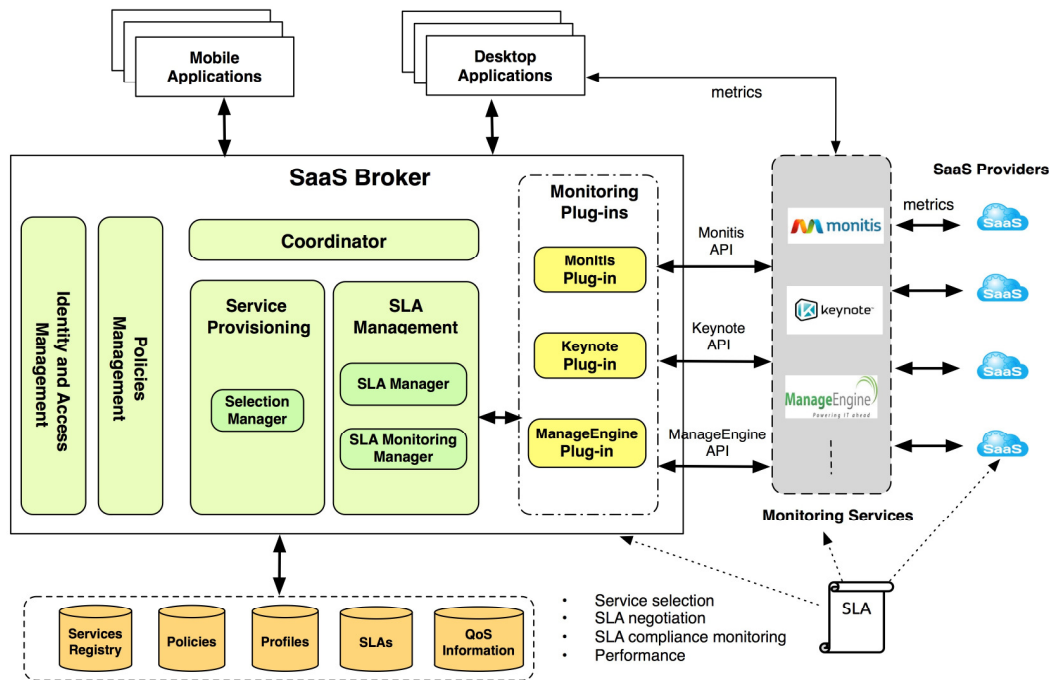 Mobile
Applications
Desktop
Applications
metrics
SaaS Broker
Identity and Access
Management
Policies
Management
Coordinator
Service
Provisioning
Selection
Manager
SLA
Management
SLA Manager
SLA Monitoring
Manager
Monitoring
Plug-ins
Monitis
Plug-in
Keynote
Plug-in
ManageEngine
Plug-in
Monitis
API
Keynote
API
ManageEngine
API
monitis
keynote
ManageEngine
Powering IT ahead
Monitoring Services
SaaS Providers
metrics
SaaS
SaaS
SaaS
SaaS
SLA
Services
Registry
Policies
Profiles
SLAs
QoS
Information
• Service selection
• SLA negotiation
• SLA compliance monitoring
• Performance